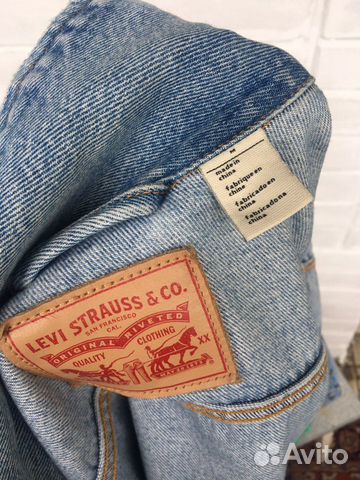 M
made in
china
fabrique en
chine
fabricado en
china
fabricado na
china
LEVI STRAUSS & CO.
SAN FRANCISCO
CAL.
ORIGINAL RIVETED
QUALITY CLOTHING
XX
Avito